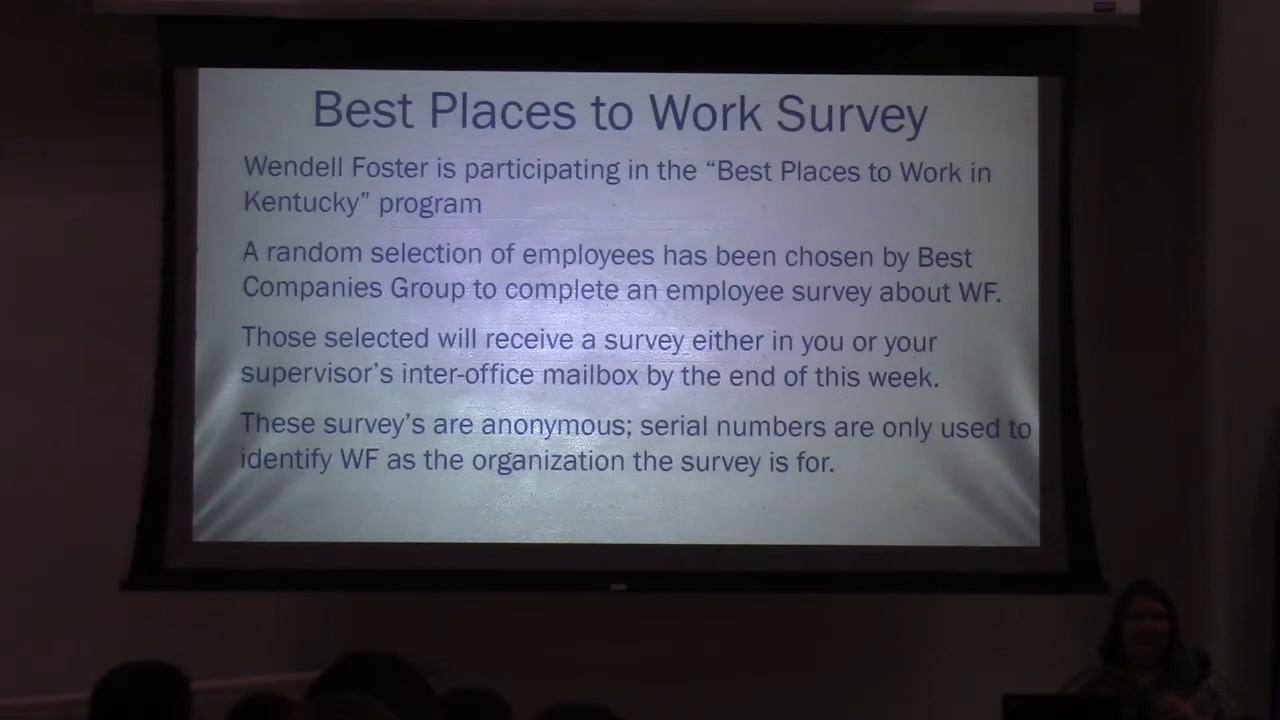 Best Places to Work Survey
Wendell Foster is participating in the “Best Places to Work in
Kentucky” program
A random selection of employees has been chosen by Best
Companies Group to complete an employee survey about WF.
Those selected will receive a survey either in you or your
supervisor’s inter-office mailbox by the end of this week.
These survey’s are anonymous; serial numbers are only used to
identify WF as the organization the survey is for.